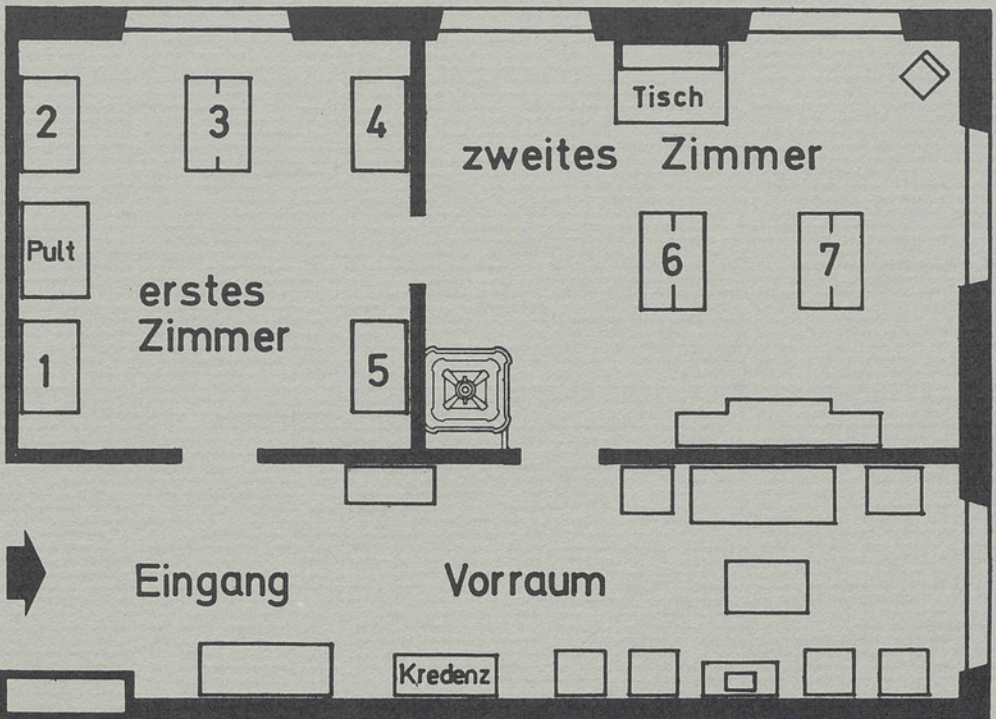 2
3
4
Tisch
zweites Zimmer
Pult
erstes
Zimmer
6
7
1
5
Eingang
Vorraum
Kredenz